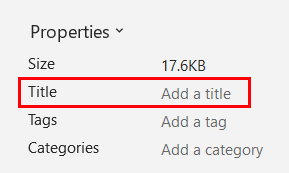 Properties
Size 17.6KB
Title Add a title
Tags Add a tag
Categories Add a category